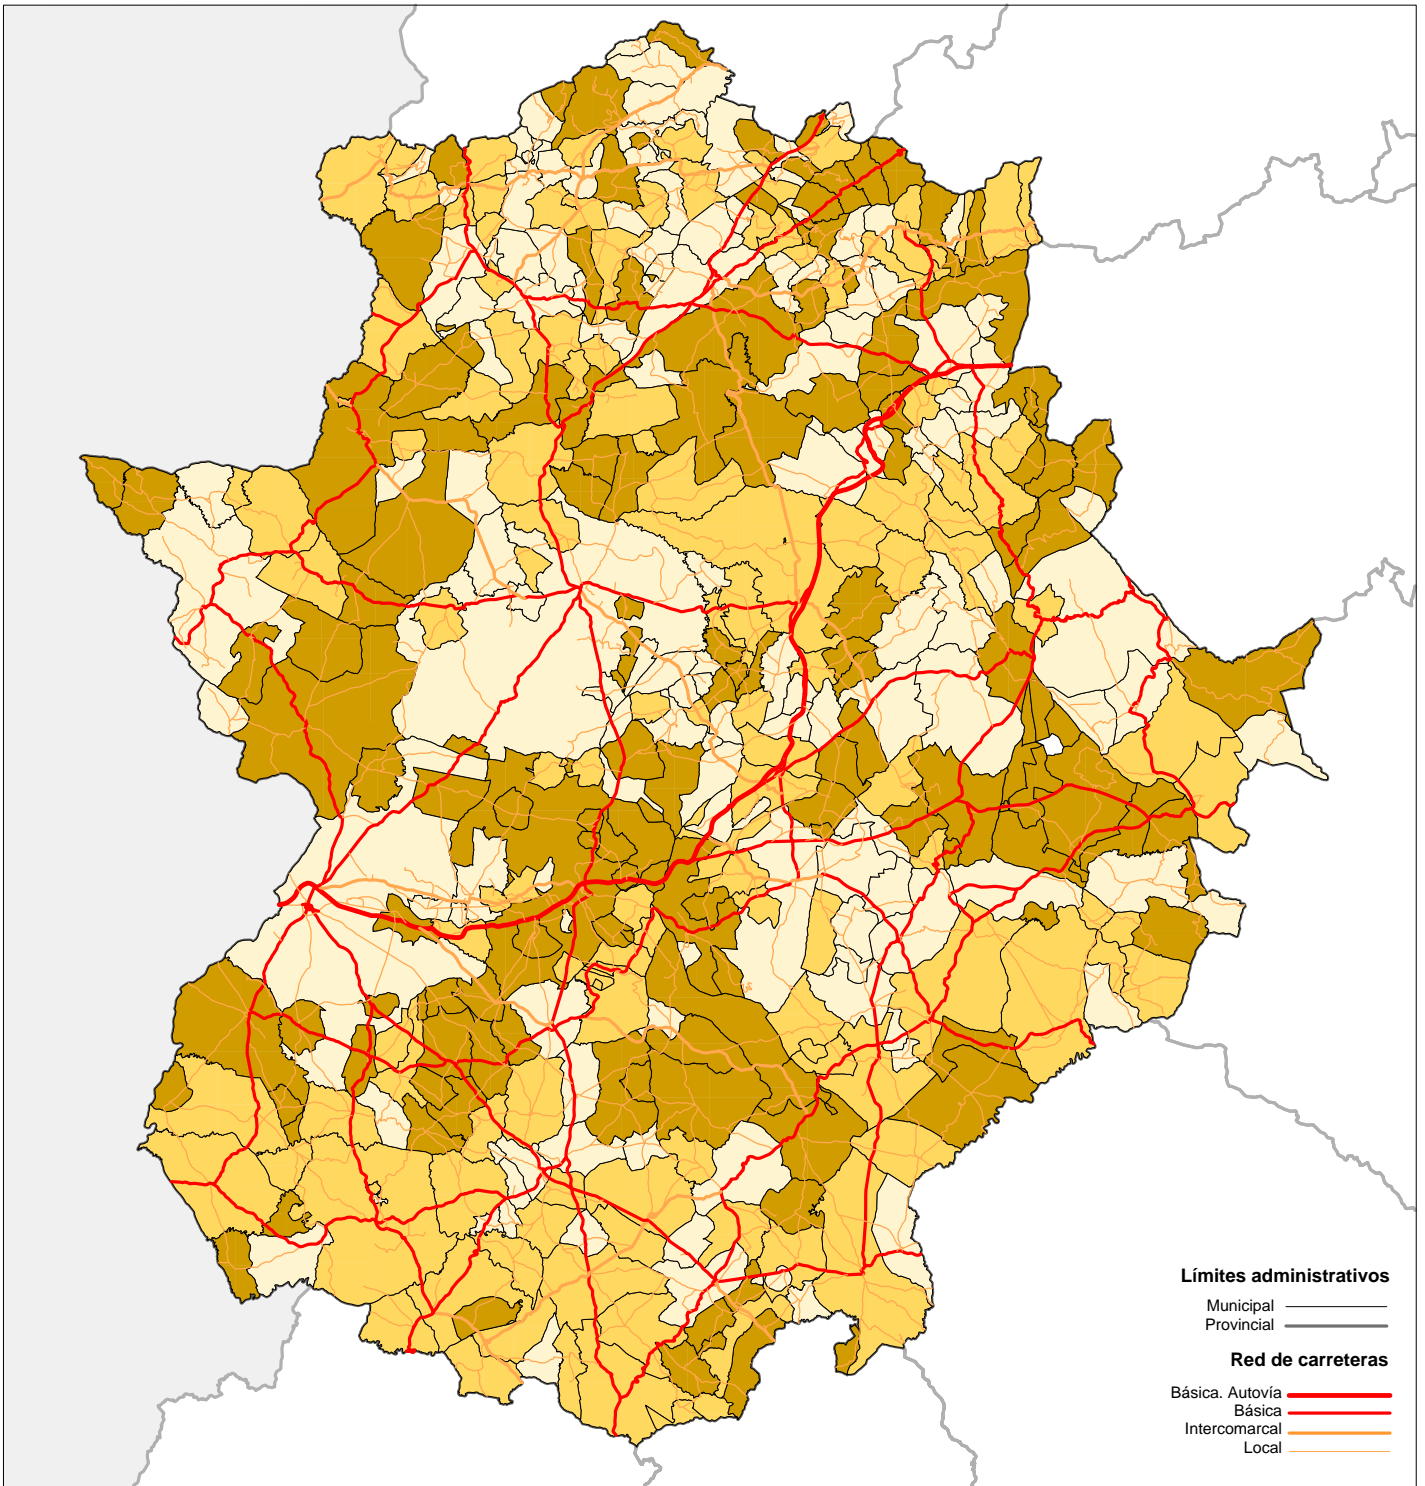 Límites administrativos
Municipal
Provincial
Red de carreteras
Básica. Autovía
Básica
Intercomarcal
Local